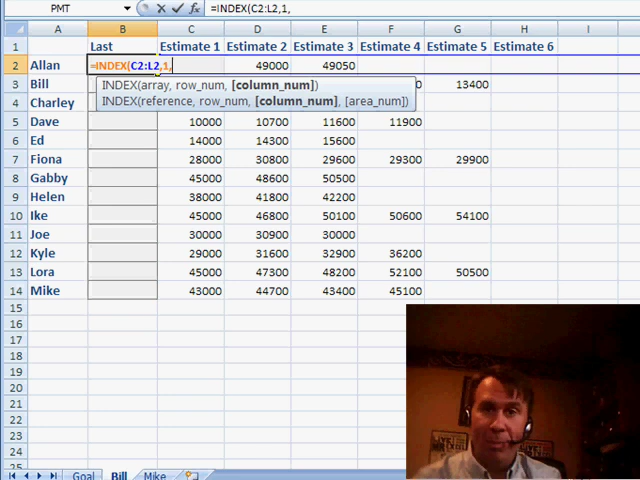 PMT =INDEX(C2:L2,1,
A B C D E F G H I
1 Last Estimate 1 Estimate 2 Estimate 3 Estimate 4 Estimate 5 Estimate 6
2 Allan =INDEX(C2:L2,1, 49000 49050
INDEX(array, row_num, [column_num])
3 Bill 0 13400
INDEX(reference, row_num, [column_num], [area_num])
4 Charley
5 Dave 10000 10700 11600 11900
6 Ed 14000 14300 15600
7 Fiona 28000 30800 29600 29300 29900
8 Gabby 45000 48600 50500
9 Helen 38000 41800 42200
10 Ike 45000 46800 50100 50600 54100
11 Joe 30000 30900 30000
12 Kyle 29000 31600 32900 36200
13 Lora 45000 47300 48200 52100 50500
14 Mike 43000 44700 43400 45100
15
16
17
18
19
20
21
22
23
24
25
Goal Bill Mike